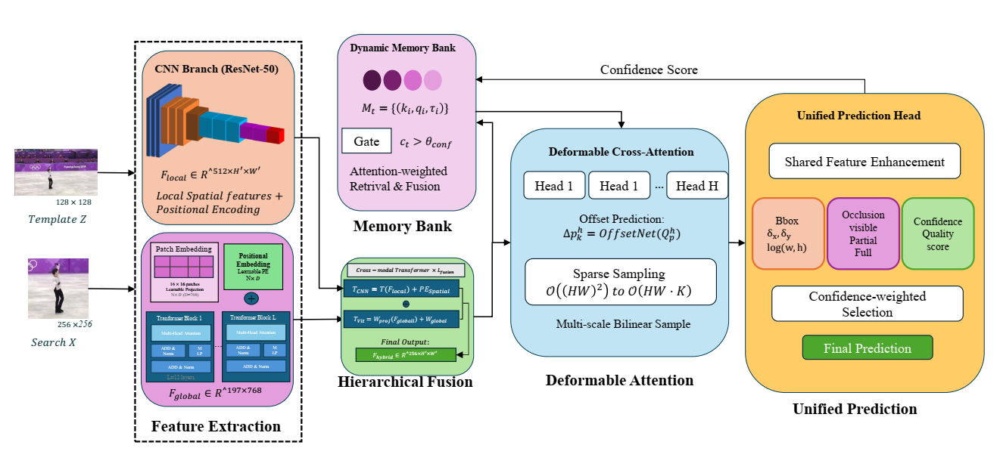 128 × 128
Template Z
256 × 256
Search X
CNN Branch (ResNet-50)
F_local ∈ R^^512×H′×W′
Local Spatial features +
Positional Encoding
Patch Embedding
16 × 16 patches
Learnable Projection
N× D (D=768)
Positional
Embedding
Learnable PE
N× D
+
Tranformer Block 1
Multi-Head Attention
ADD &
Norm
M
LP
ADD & Norm
L=12 layers
...
Tranformer Block L
Multi-Head Attention
ADD &
Norm
M
LP
ADD & Norm
F_global ∈ R^^197×768
Feature Extraction
Dynamic Memory Bank
M_t = {(k_i, q_i, τ_i)}
Gate
c_t > θ_conf
Attention-weighted
Retrival & Fusion
Memory Bank
Cross−modal Transformer × L_fusion
T_CNN = T(F_local) + PE_Spatial
⊕
T_Vit = W_proj(F_globall) + W_global
Final Output:
F_hybrid ∈ R^^256×H′×W′
Hierarchical Fusion
Confidence Score
Deformable Cross-Attention
Head 1
Head 1
...
Head H
Offset Prediction:
Δp_k^h = OffsetNet(Q_p^h)
Sparse Sampling
𝒪((HW)^2) to 𝒪(HW · K)
Multi-scale Bilinear Sample
Deformable Attention
Unified Prediction Head
Shared Feature Enhancement
Bbox
δ_x, δ_y
log(w, h)
Occlusion
visible
Partial
Full
Confidence
Quality
score
Confidence-weighted
Selection
Final Prediction
Unified Prediction